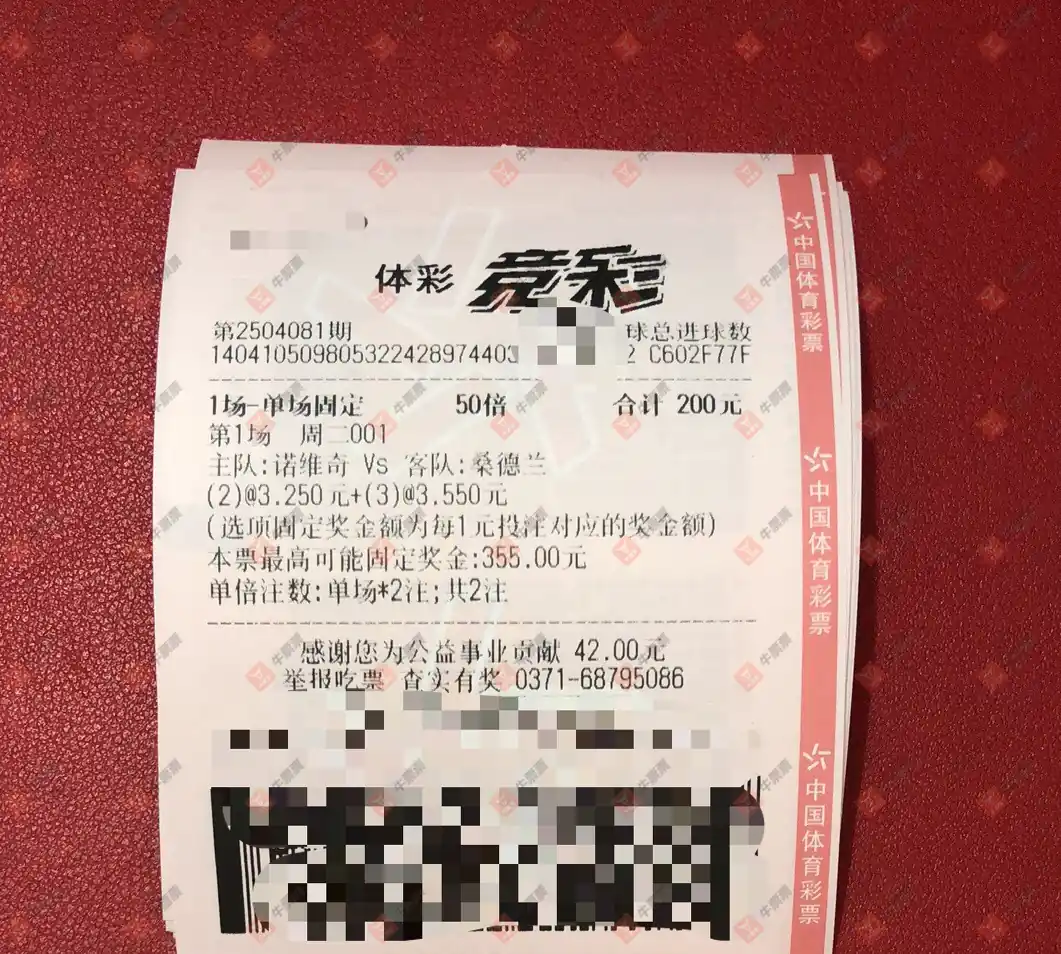 体彩 竞彩
第2504081期 球总进球数
14041050980532242897440 2 C602F77F
1场-单场固定 50倍 合计 200元
第1场 周二001
主队:诺维奇 Vs 客队:桑德兰
(2)@3.250元+(3)@3.550元
(选项固定奖金额为每1元投注对应的奖金额)
本票最高可能固定奖金:355.00元
单倍注数:单场*2注;共2注
感谢您为公益事业贡献 42.00元
举报吃票 查实有奖 0371-68795086
中国体育彩票
中国体育彩票
中国体育彩票
牛票票